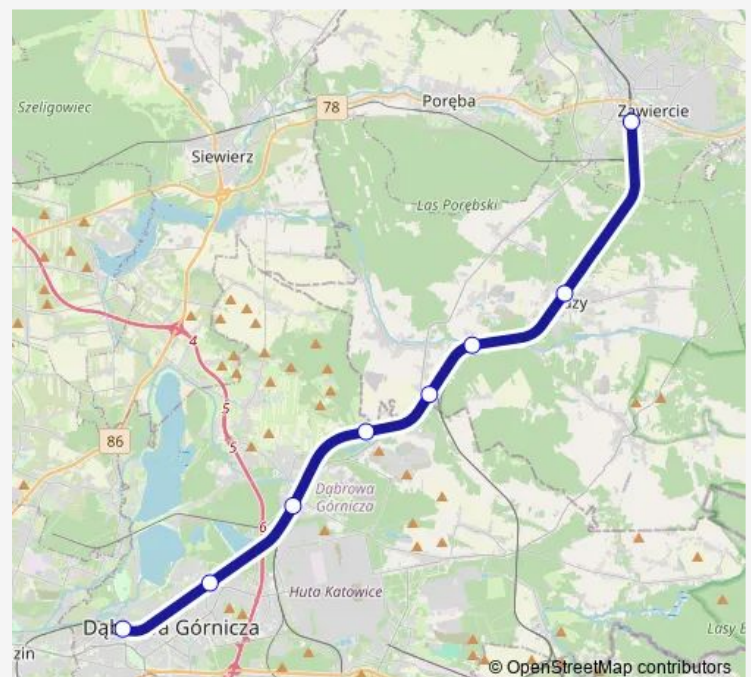 Szeligowiec
78
Poręba
Zawiercie
Siewierz
Las Porębski
4
5
5
86
Dąbrowa
Górnicza
6
Huta Katowice
Górnicza
Lasy
© OpenStreetMap contributors